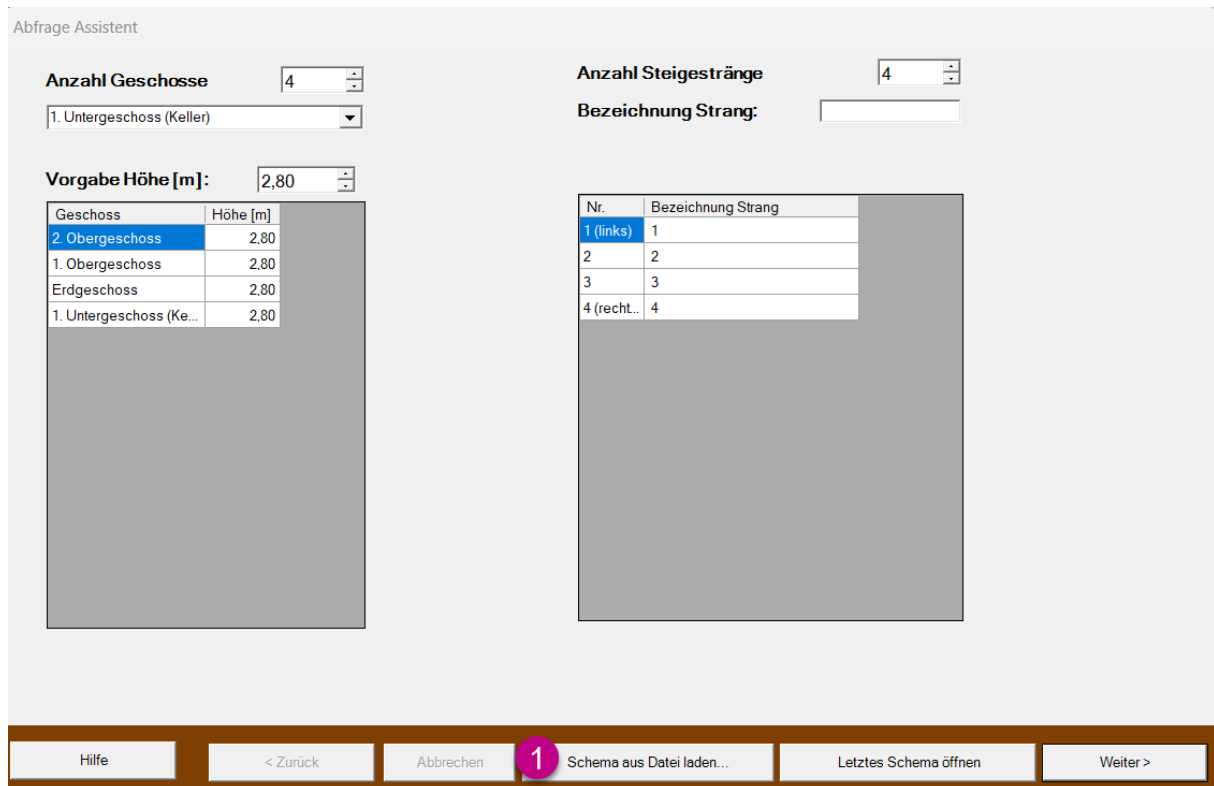 Abfrage Assistent
Anzahl Geschosse 4
1. Untergeschoss (Keller)
Vorgabe Höhe [m]: 2,80
Geschoss Höhe [m]
2. Obergeschoss 2,80
1. Obergeschoss 2,80
Erdgeschoss 2,80
1. Untergeschoss (Ke... 2,80
Anzahl Steigestränge 4
Bezeichnung Strang:
Nr. Bezeichnung Strang
1 (links) 1
2 2
3 3
4 (recht... 4
Hilfe < Zurück Abbrechen 1 Schema aus Datei laden... Letztes Schema öffnen Weiter >